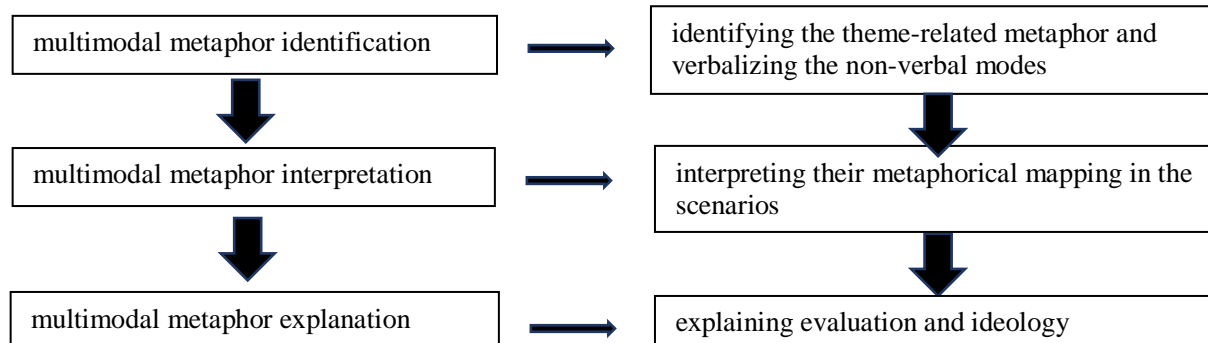 multimodal metaphor identification
identifying the theme-related metaphor and
verbalizing the non-verbal modes
multimodal metaphor interpretation
interpreting their metaphorical mapping in the
scenarios
multimodal metaphor explanation
explaining evaluation and ideology